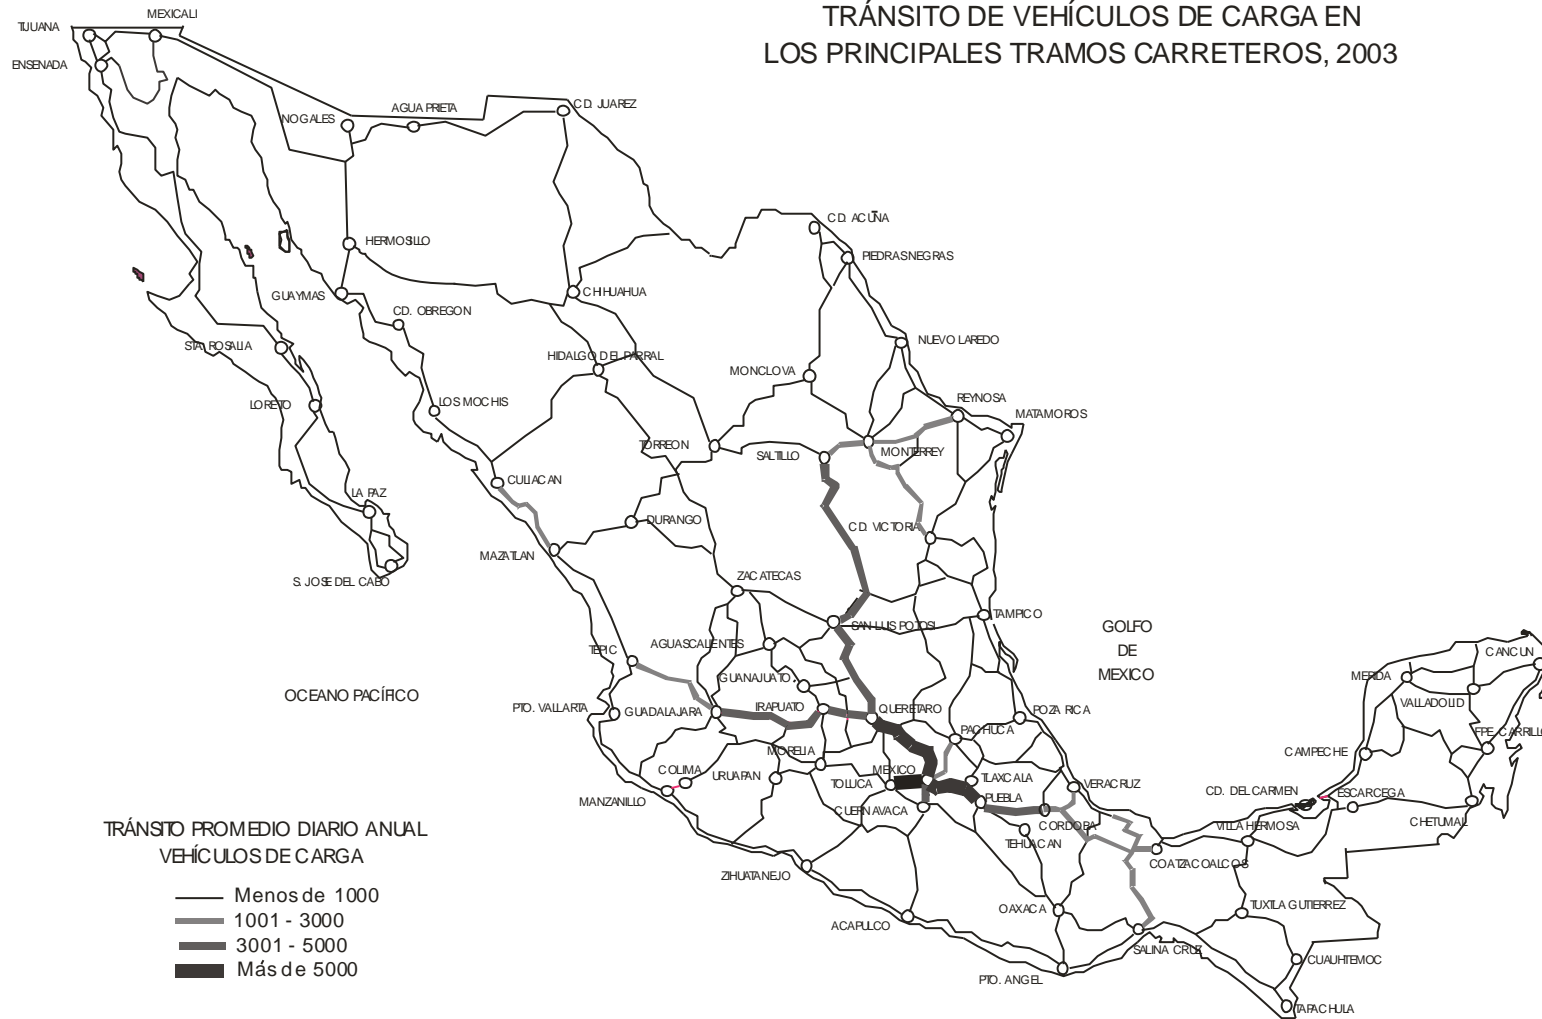 TRÁNSITO DE VEHÍCULOS DE CARGA EN
LOS PRINCIPALES TRAMOS CARRETEROS, 2003
MEXICALI
TIJUANA
ENSENADA
NOGALES
AGUA PRIETA
CD. JUAREZ
CD. ACUÑA
HERMOSILLO
PIEDRAS NEGRAS
GUAYMAS
CHIHUAHUA
CD. OBREGON
NUEVO LAREDO
STA. ROSALIA
HIDALGO DEL PARRAL
MONCLOVA
LORETO
LOS MOCHIS
REYNOSA
MATAMOROS
TORREON
SALTILLO
MONTERREY
CULIACAN
LA PAZ
DURANGO
CD. VICTORIA
MAZATLAN
S. JOSE DEL CABO
ZACATECAS
TAMPICO
SAN LUIS POTOSI
GOLFO
DE
MEXICO
AGUASCALIENTES
TEPIC
CANCUN
MERIDA
GUANAJUATO
OCEANO PACÍFICO
VALLADOLID
PTO. VALLARTA
GUADALAJARA
IRAPUATO
QUERETARO
POZA RICA
PACHUCA
FPE. CARRILLO
MORELIA
CAMPECHE
COLIMA
URUAPAN
MEXICO
TOLUCA
TLAXCALA
VERACRUZ
MANZANILLO
PUEBLA
CD. DEL CARMEN
ESCARCEGA
CUERNAVACA
CORDOBA
VILLA HERMOSA
CHETUMAL
TEHUACAN
COATZACOALCOS
TRÁNSITO PROMEDIO DIARIO ANUAL
VEHÍCULOS DE CARGA
ZIHUATANEJO
Menos de 1000
OAXACA
TUXTLA GUTIERREZ
1001 - 3000
ACAPULCO
3001 - 5000
SALINA CRUZ
CUAUHTEMOC
Más de 5000
PTO. ANGEL
TAPACHULA